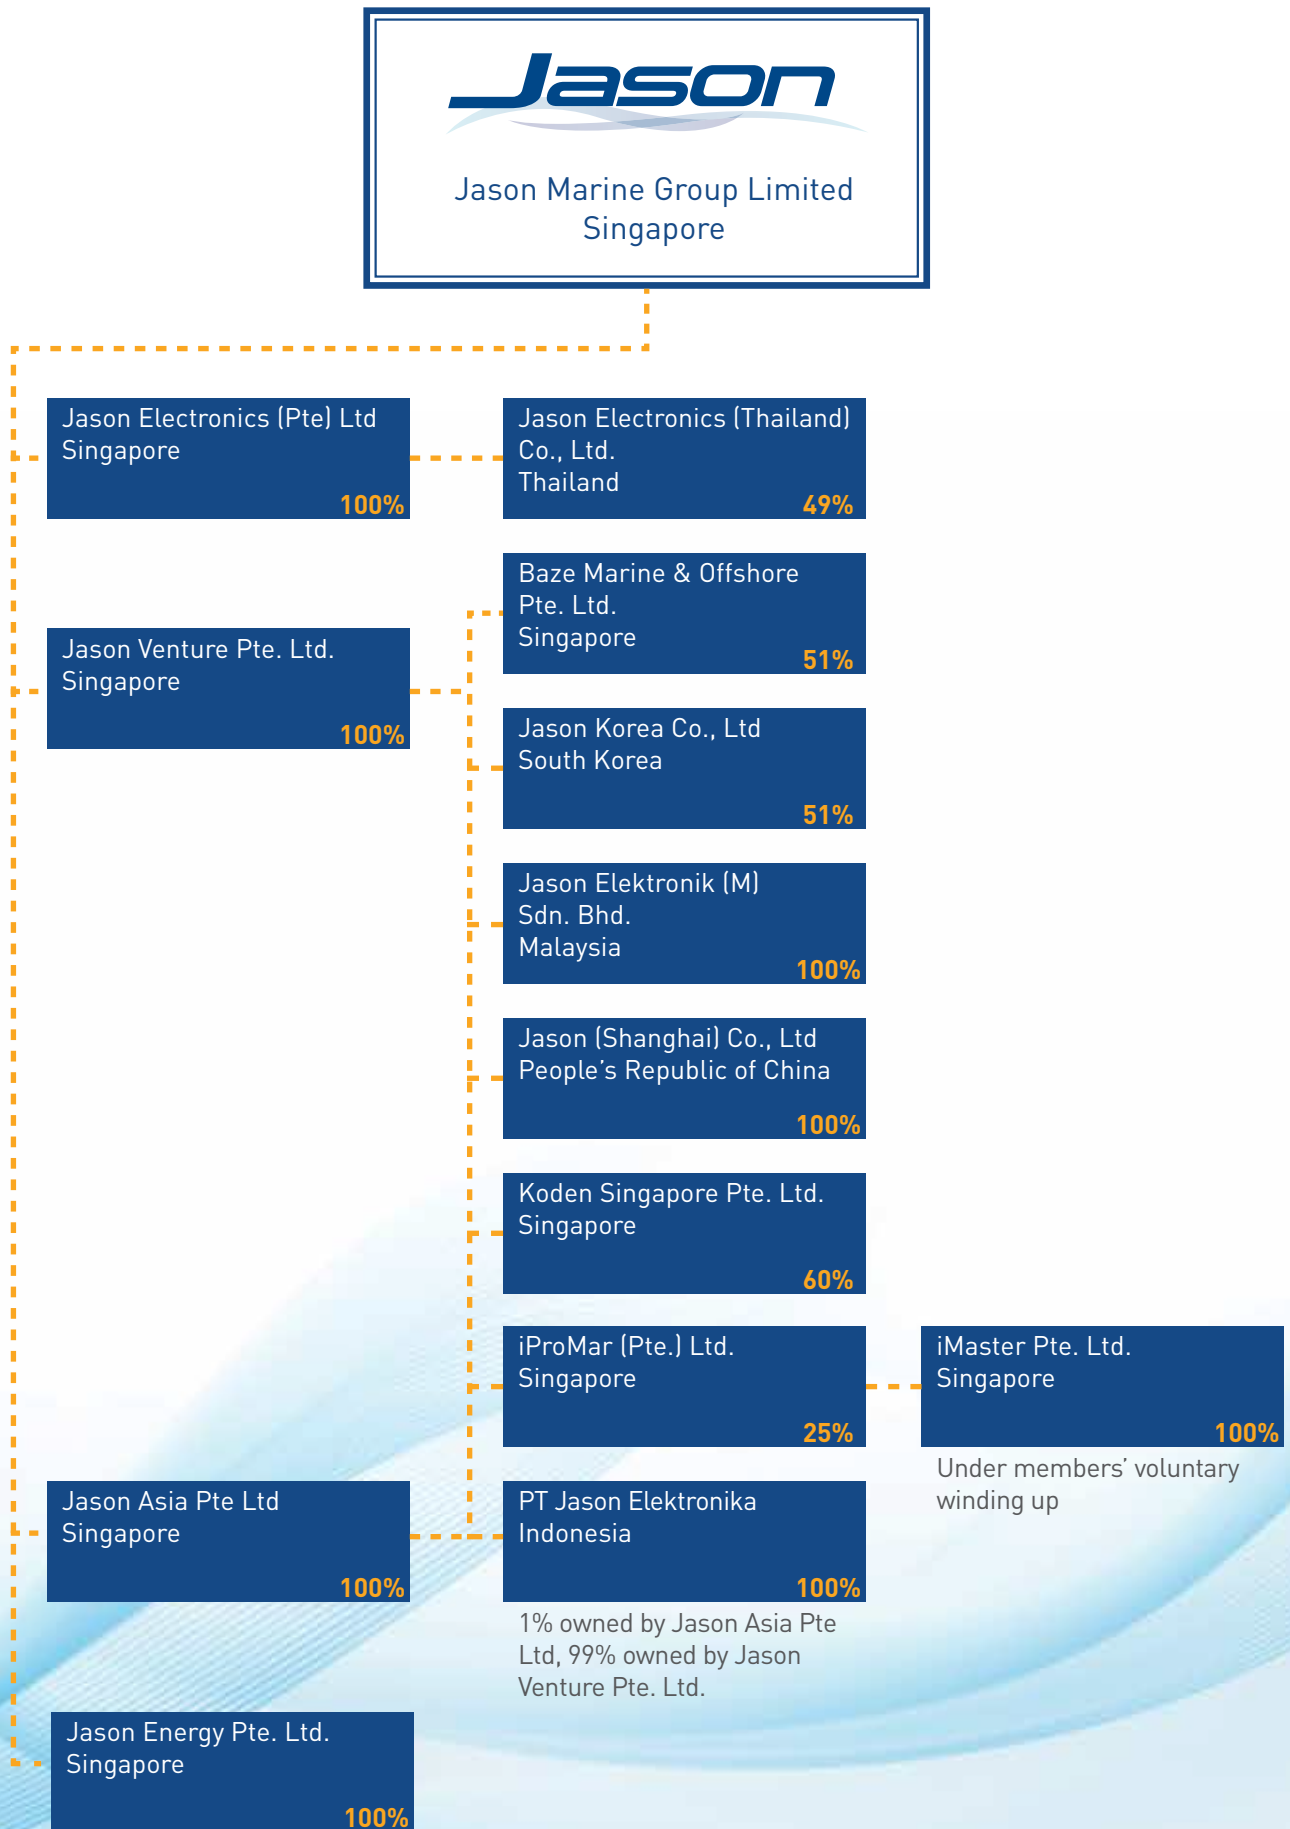 Jason
Jason Marine Group Limited
Singapore
Jason Electronics (Pte) Ltd
Singapore
100%
Jason Electronics (Thailand)
Co., Ltd.
Thailand
49%
Jason Venture Pte. Ltd.
Singapore
100%
Baze Marine & Offshore
Pte. Ltd.
Singapore
51%
Jason Korea Co., Ltd
South Korea
51%
Jason Elektronik (M)
Sdn. Bhd.
Malaysia
100%
Jason (Shanghai) Co., Ltd
People’s Republic of China
100%
Koden Singapore Pte. Ltd.
Singapore
60%
iProMar (Pte.) Ltd.
Singapore
25%
iMaster Pte. Ltd.
Singapore
100%
Under members’ voluntary
winding up
Jason Asia Pte Ltd
Singapore
100%
PT Jason Elektronika
Indonesia
100%
1% owned by Jason Asia Pte
Ltd, 99% owned by Jason
Venture Pte. Ltd.
Jason Energy Pte. Ltd.
Singapore
100%